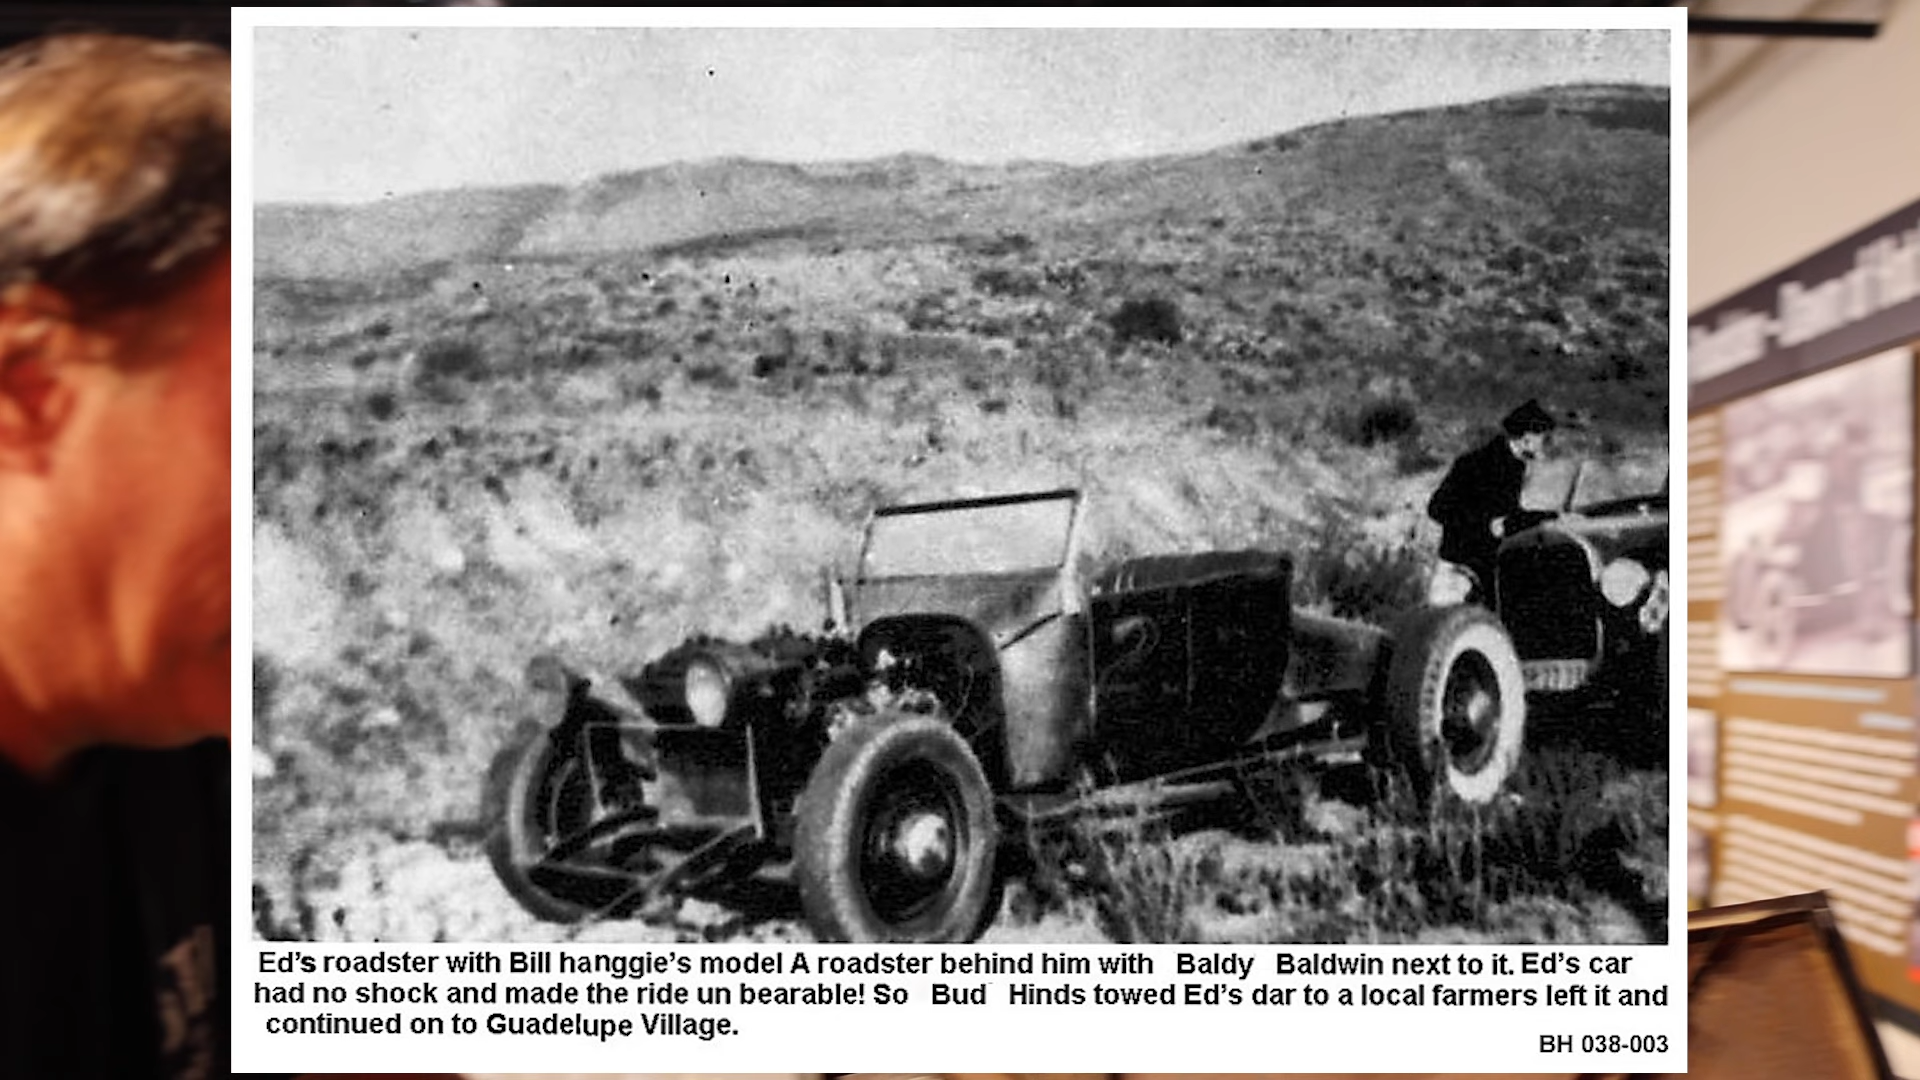 Ed's roadster with Bill hanggie's model A roadster behind him with Baldy Baldwin next to it. Ed's car
had no shock and made the ride un bearable! So Bud Hinds towed Ed's dar to a local farmers left it and
continued on to Guadelupe Village.
BH 038-003
2